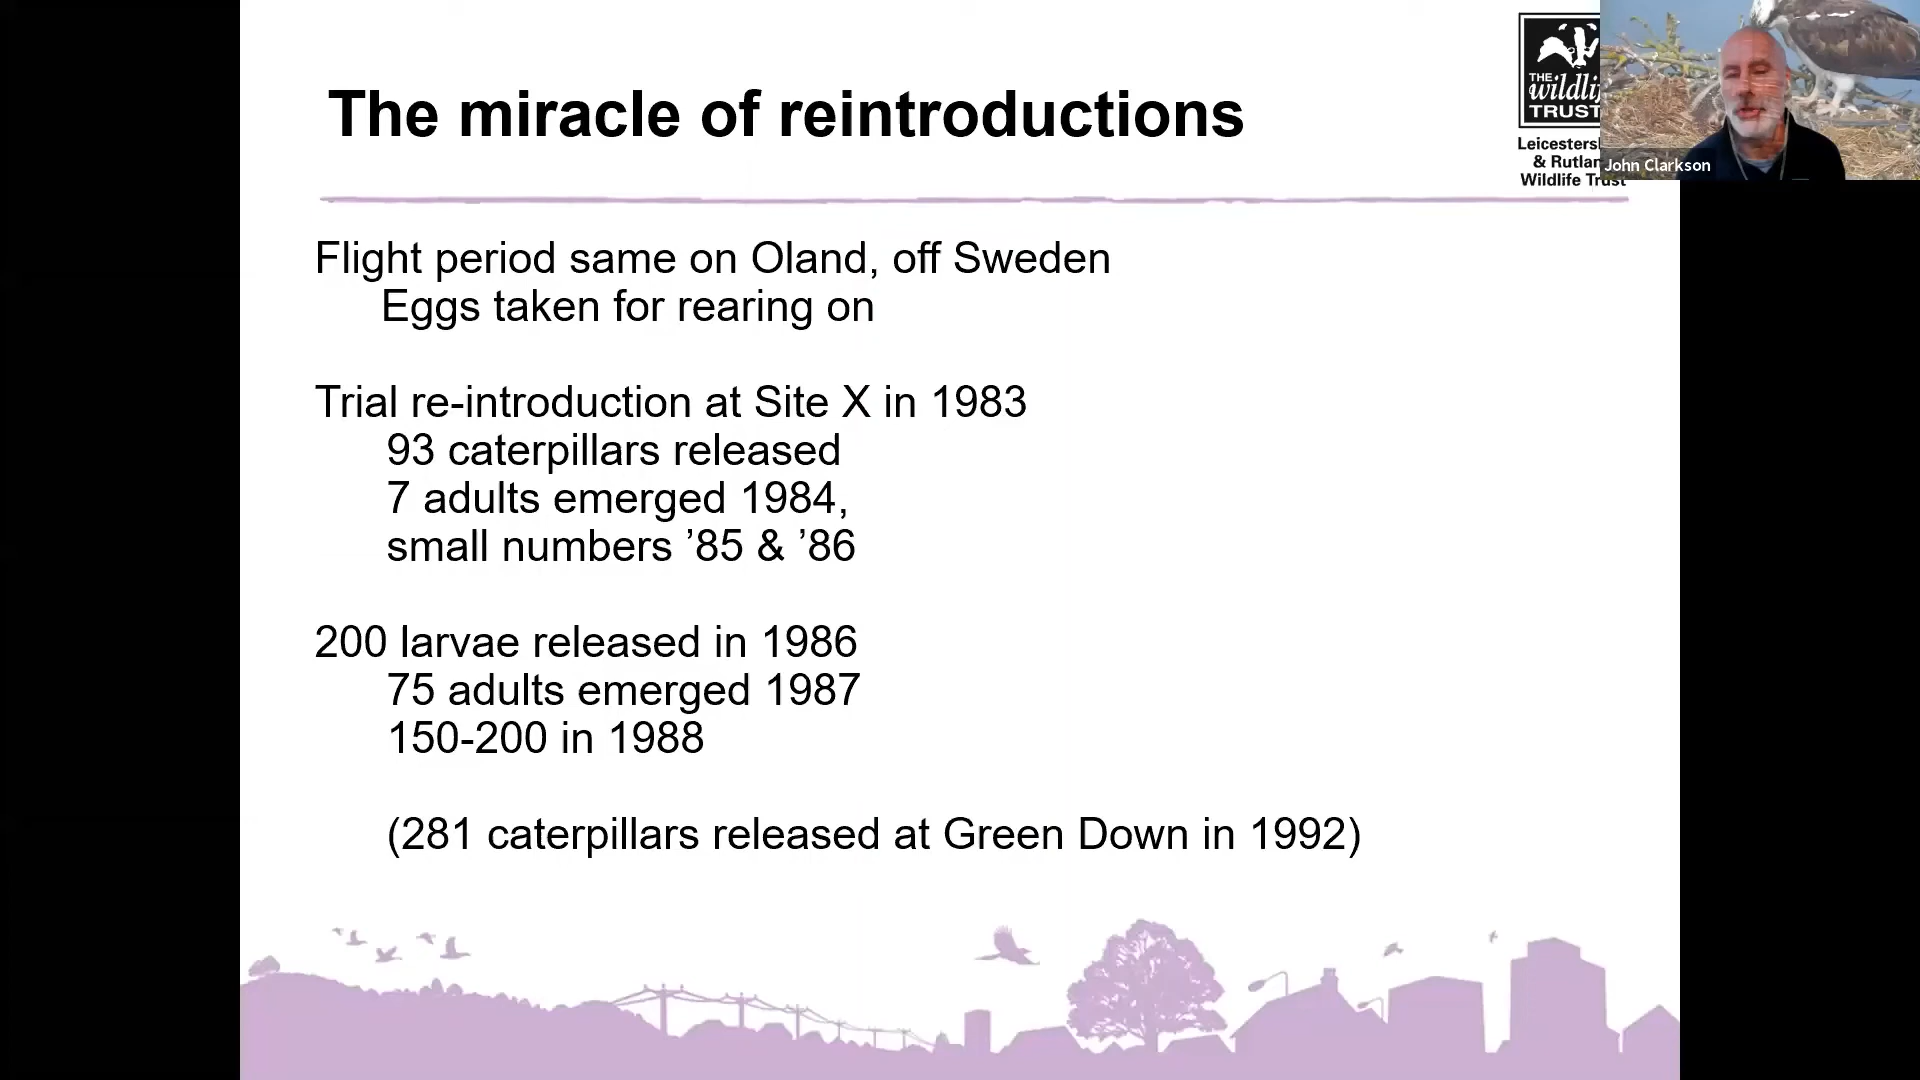 The miracle of reintroductions
THE
wildli
TRUST
Leicestersh
& Rutlan
Wildlife Trust
John Clarkson
Flight period same on Oland, off Sweden
Eggs taken for rearing on
Trial re-introduction at Site X in 1983
93 caterpillars released
7 adults emerged 1984,
small numbers ’85 & ’86
200 larvae released in 1986
75 adults emerged 1987
150-200 in 1988
(281 caterpillars released at Green Down in 1992)